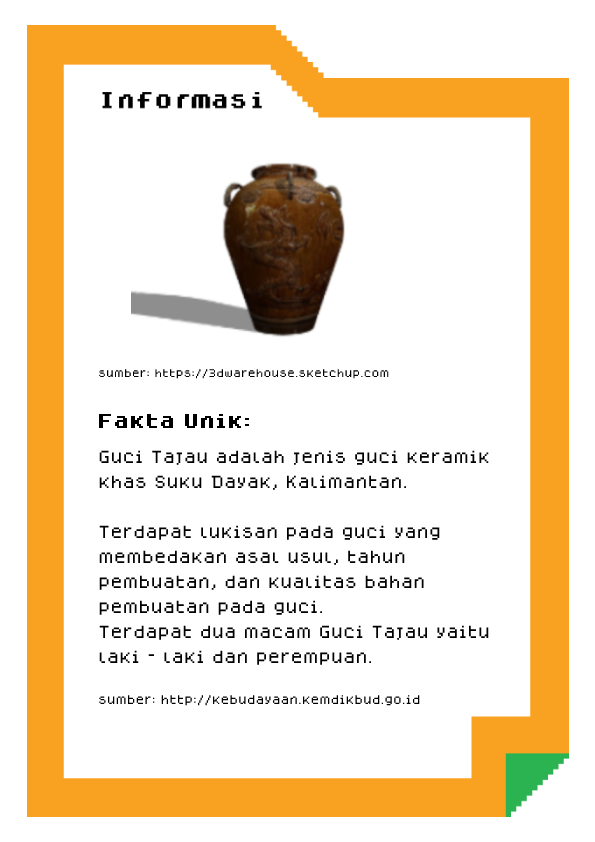 Informasi
sumber: https://3dwarehouse.sketchup.com
Fakta Unik:
Guci Tajau adalah jenis guci keramik
khas Suku Dayak, Kalimantan.
Terdapat lukisan pada guci yang
membedakan asal usul, tahun
pembuatan, dan kualitas bahan
pembuatan pada guci.
Terdapat dua macam Guci Tajau yaitu
laki - laki dan perempuan.
sumber: http://kebudayaan.kemdikbud.go.id